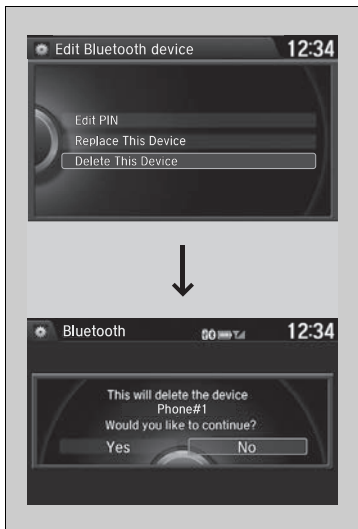 Edit Bluetooth device 12:34
Edit PIN
Replace This Device
Delete This Device
Bluetooth 12:34
This will delete the device
Phone#1
Would you like to continue?
Yes No